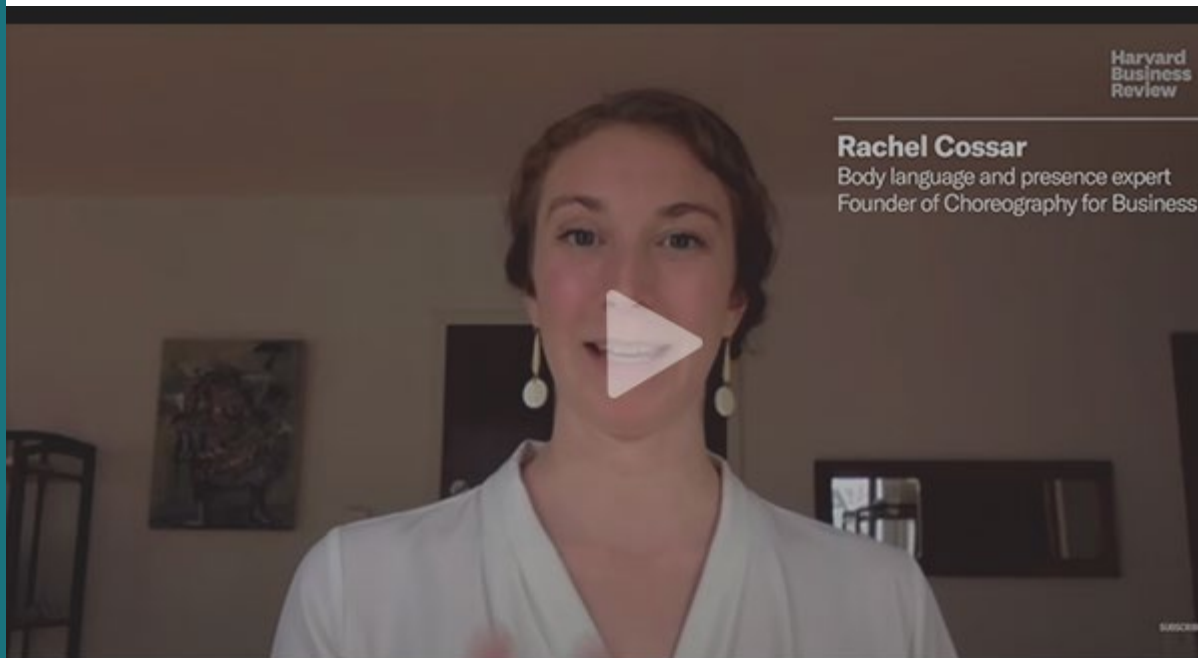 Harvard
Business
Review
Rachel Cossar
Body language and presence expert
Founder of Choreography for Business